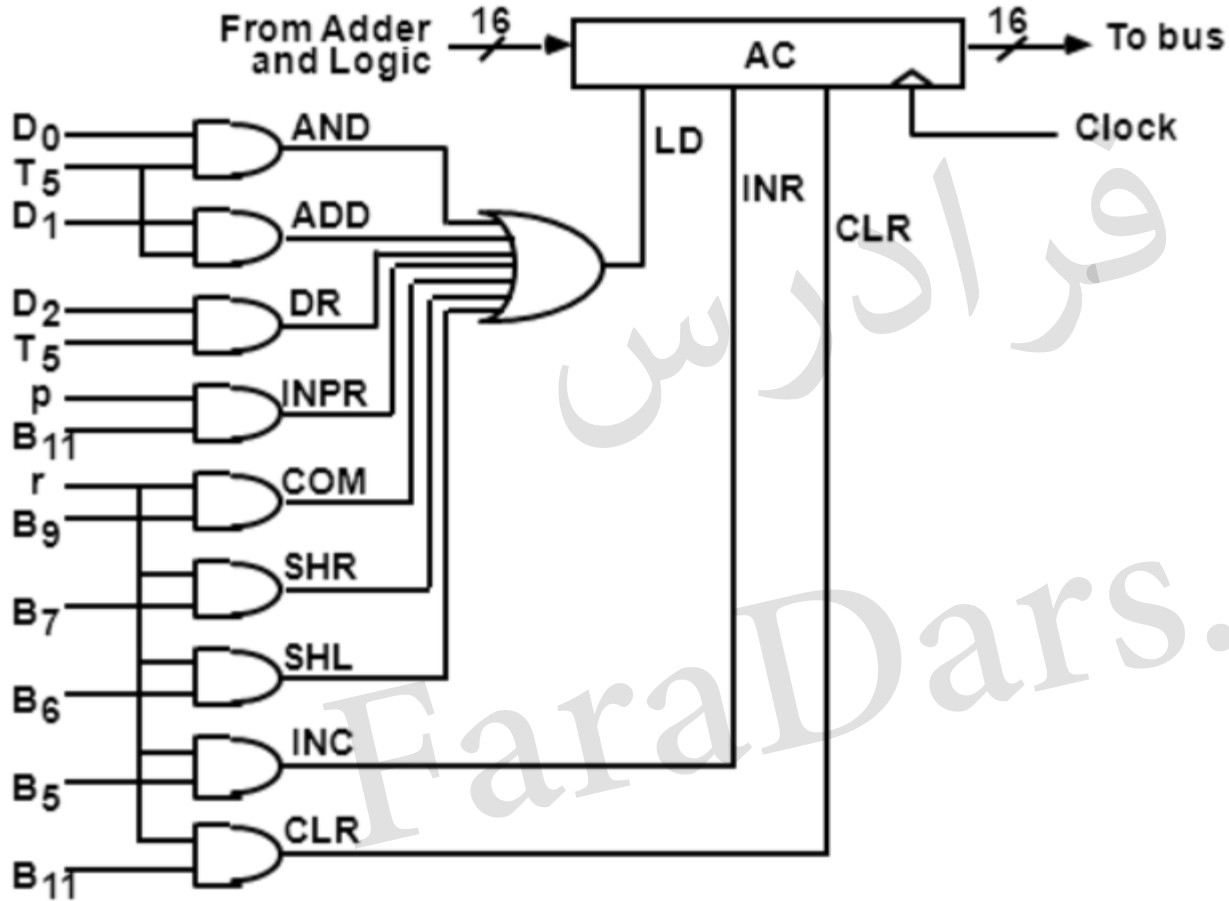 From Adder
and Logic
16
AC
16
To bus
Clock
LD
INR
CLR
D0
T5
AND
D1
ADD
D2
T5
DR
p
B11
INPR
r
B9
COM
B7
SHR
B6
SHL
B5
INC
B11
CLR
فرادرس
FaraDars.